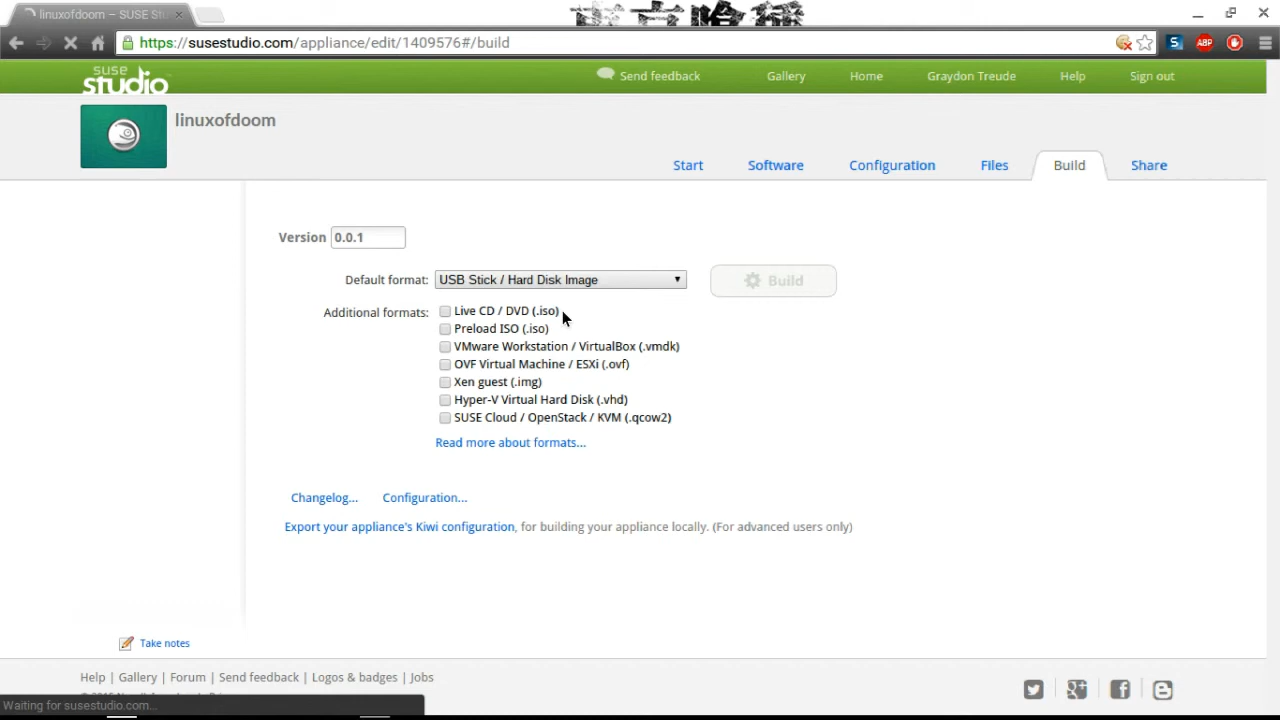 linuxofdoom – SUSE St
https://susestudio.com/appliance/edit/1409576#/build
ABP
suse studio
Send feedback
Gallery
Home
Graydon Treude
Help
Sign out
linuxofdoom
Start
Software
Configuration
Files
Build
Share
Version 0.0.1
Default format: USB Stick / Hard Disk Image
Build
Additional formats:
Live CD / DVD (.iso)
Preload ISO (.iso)
VMware Workstation / VirtualBox (.vmdk)
OVF Virtual Machine / ESXi (.ovf)
Xen guest (.img)
Hyper-V Virtual Hard Disk (.vhd)
SUSE Cloud / OpenStack / KVM (.qcow2)
Read more about formats...
Changelog...
Configuration...
Export your appliance's Kiwi configuration, for building your appliance locally. (For advanced users only)
Take notes
Help | Gallery | Forum | Send feedback | Logos & badges | Jobs
Waiting for susestudio.com...